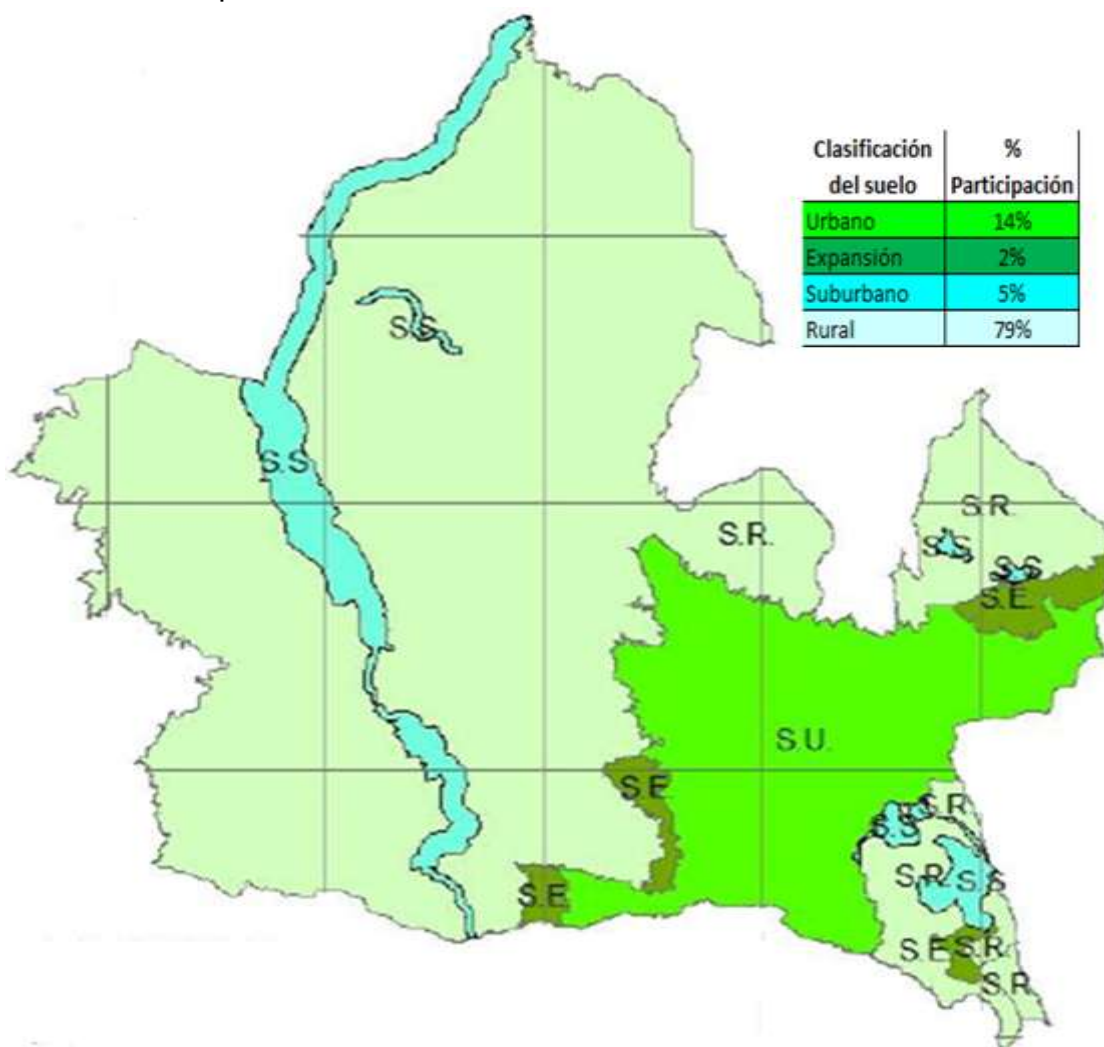 Clasificación del suelo % Participación
Urbano 14%
Expansión 2%
Suburbano 5%
Rural 79%
S.S
S.S
S.R.
S.R.
S.S
S.S
S.E.
S.U.
S.E
S.R
S.S
S.R.
S.S
S.E
S.E
S.R.
S.R